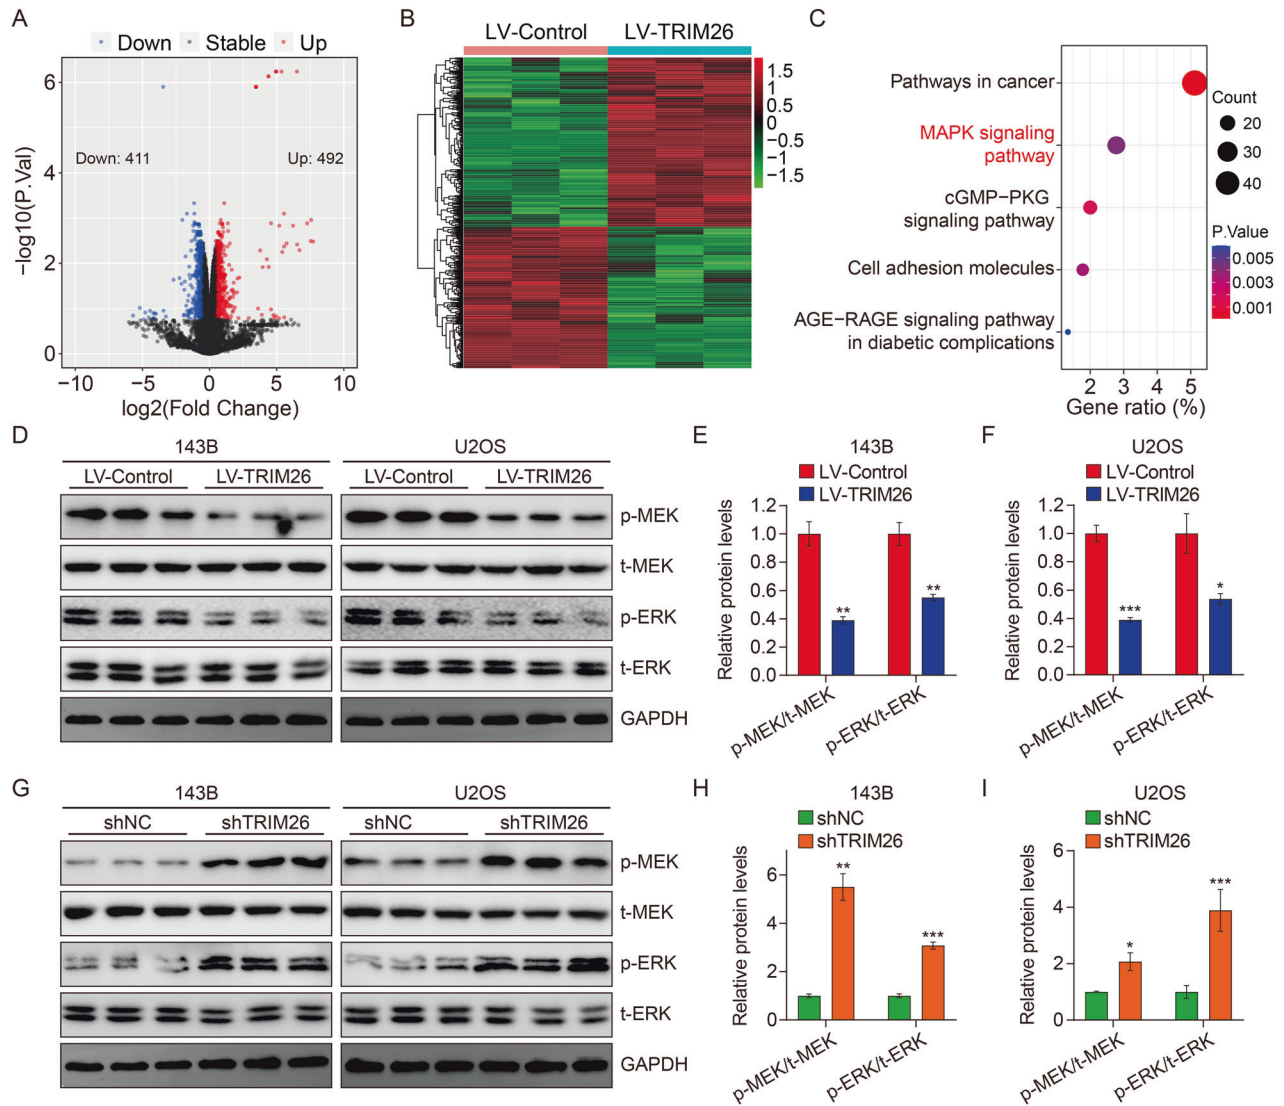 A
Down Stable Up
Down: 411
Up: 492
6
4
2
0
−log10(P.Val)
−10 −5 0 5 10
log2(Fold Change)
B
LV-Control LV-TRIM26
1.5
1
0.5
0
−0.5
−1
−1.5
C
Pathways in cancer
MAPK signaling
pathway
cGMP−PKG
signaling pathway
Cell adhesion molecules
AGE−RAGE signaling pathway
in diabetic complications
2 3 4 5
Gene ratio (%)
Count
20
30
40
P.Value
0.005
0.003
0.001
D
143B U2OS
LV-Control LV-TRIM26 LV-Control LV-TRIM26
p-MEK
t-MEK
p-ERK
t-ERK
GAPDH
E
143B
LV-Control
LV-TRIM26
Relative protein levels
1.2
1.0
0.8
0.6
0.4
0.2
0.0
** **
p-MEK/t-MEK
p-ERK/t-ERK
F
U2OS
LV-Control
LV-TRIM26
Relative protein levels
1.2
1.0
0.8
0.6
0.4
0.2
0.0
*** *
p-MEK/t-MEK
p-ERK/t-ERK
G
143B U2OS
shNC shTRIM26 shNC shTRIM26
p-MEK
t-MEK
p-ERK
t-ERK
GAPDH
H
143B
shNC
shTRIM26
Relative protein levels
6
4
2
0
** ***
p-MEK/t-MEK
p-ERK/t-ERK
I
U2OS
shNC
shTRIM26
Relative protein levels
6
4
2
0
* ***
p-MEK/t-MEK
p-ERK/t-ERK